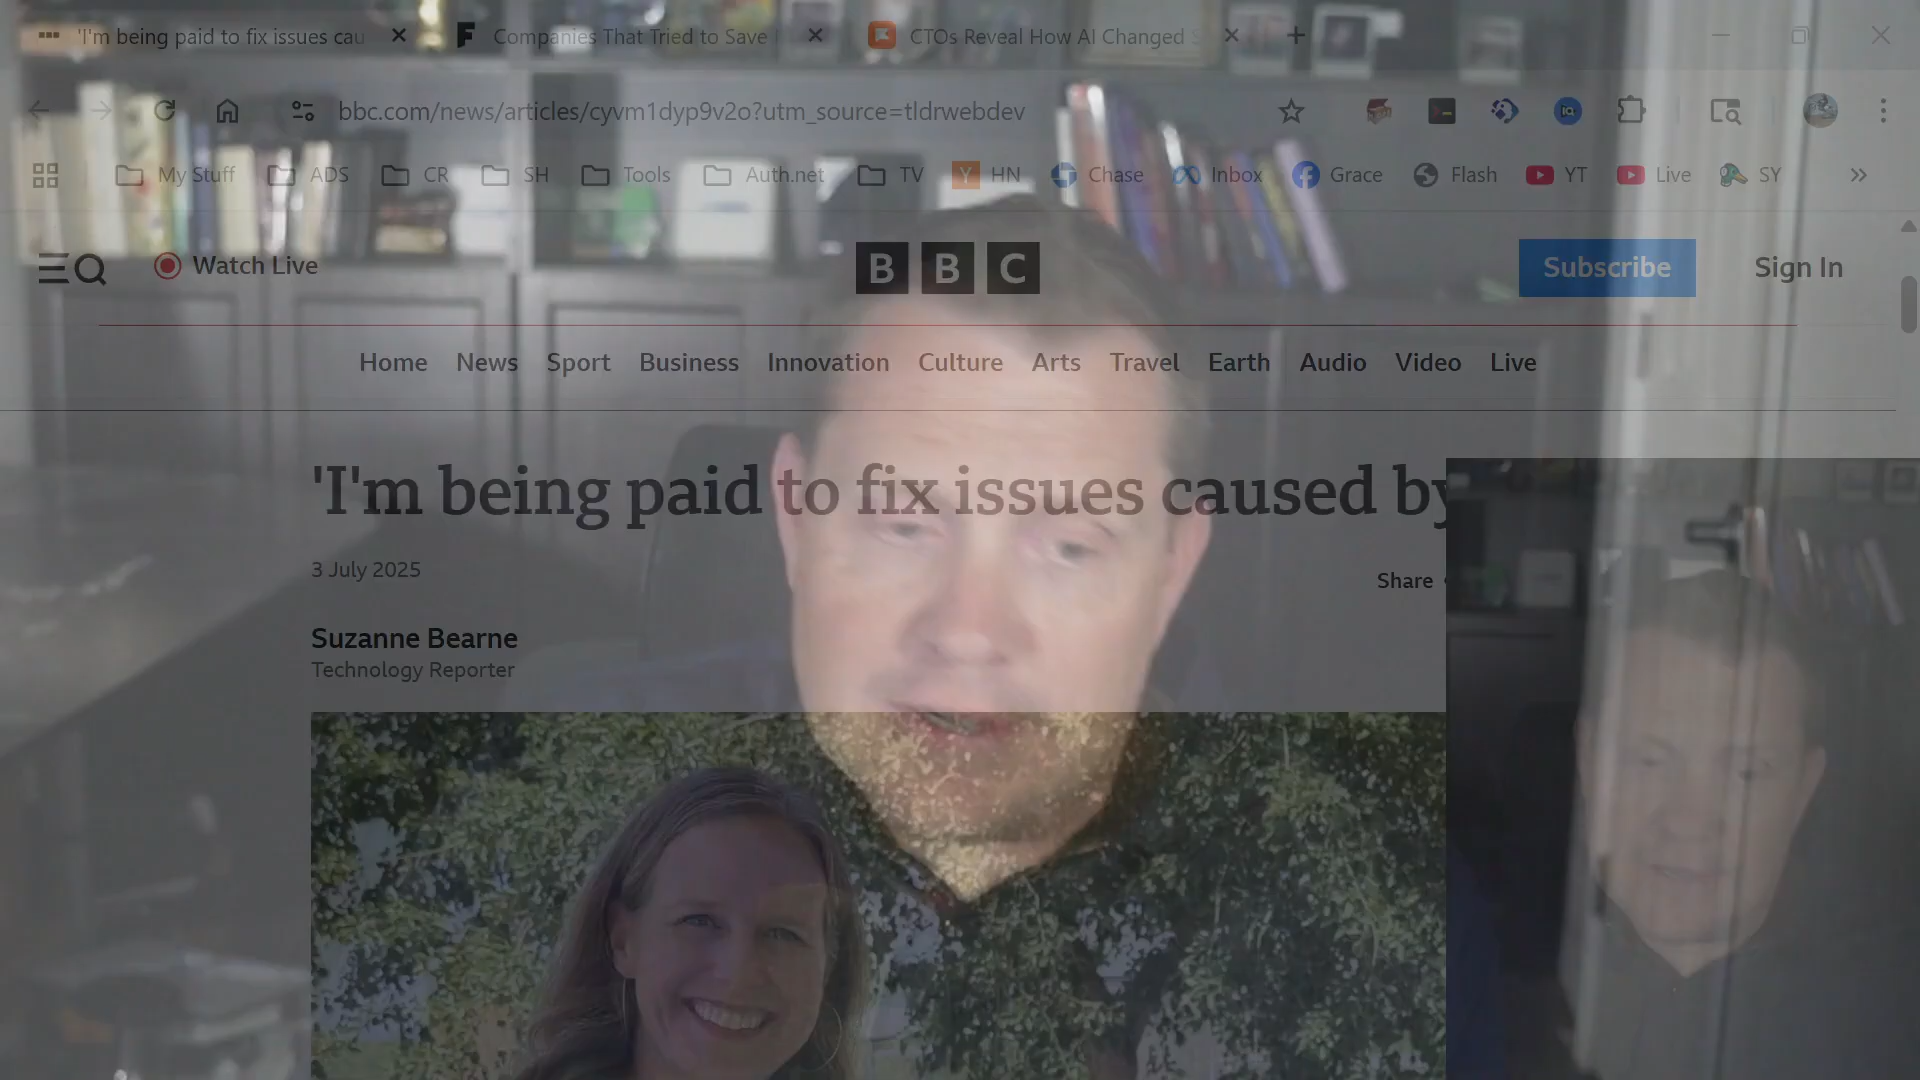 'I'm being paid to fix issues cau
Companies That Tried to Save
CTOs Reveal How AI Changed
bbc.com/news/articles/cyvm1dyp9v2o?utm_source=tldrwebdev
My Stuff ADS CR SH Tools Auth.net TV HN Chase Inbox Grace Flash YT Live SY
Watch Live
BBC
Subscribe
Sign In
Home News Sport Business Innovation Culture Arts Travel Earth Audio Video Live
'I'm being paid to fix issues caused by
3 July 2025
Share
Suzanne Bearne
Technology Reporter